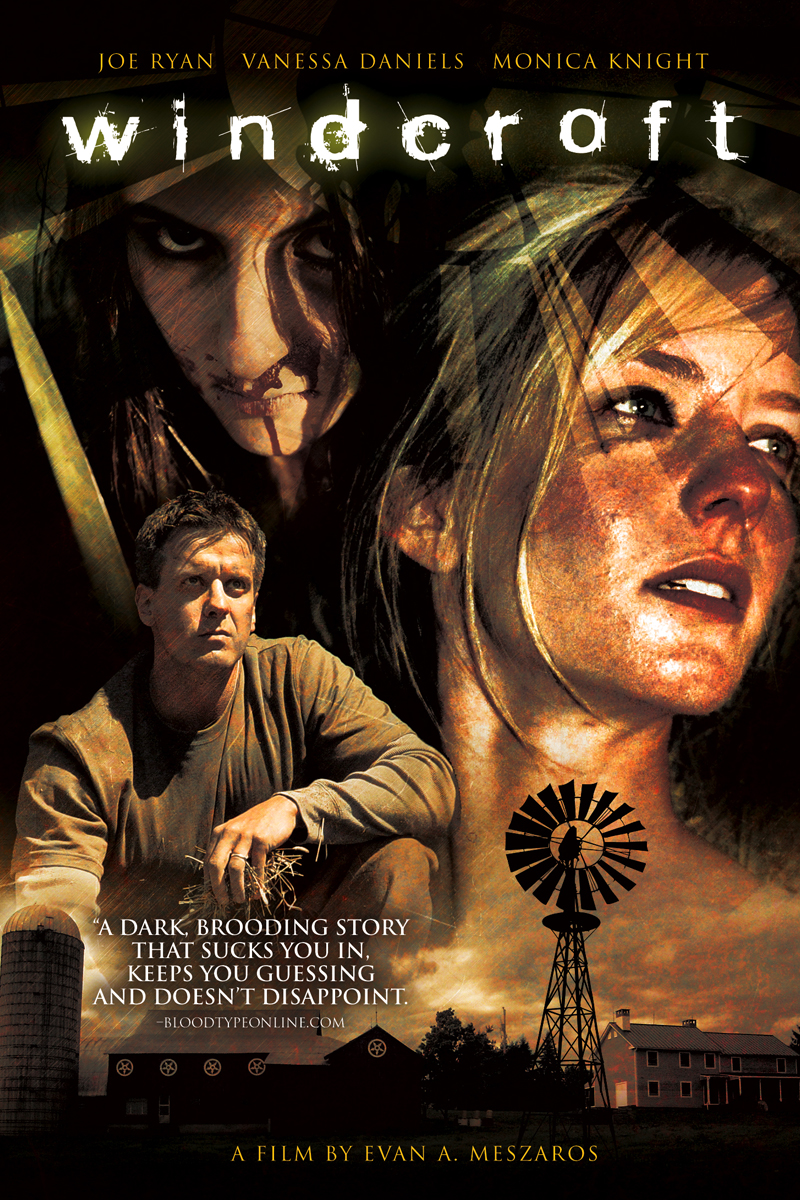 JOE RYAN VANESSA DANIELS MONICA KNIGHT
windcroft
“A DARK, BROODING STORY
THAT SUCKS YOU IN,
KEEPS YOU GUESSING
AND DOESN’T DISAPPOINT.
–BLOODTYPEONLINE.COM
A FILM BY EVAN A. MESZAROS